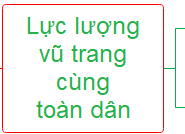 Lực lượng
vũ trang
cùng
toàn dân